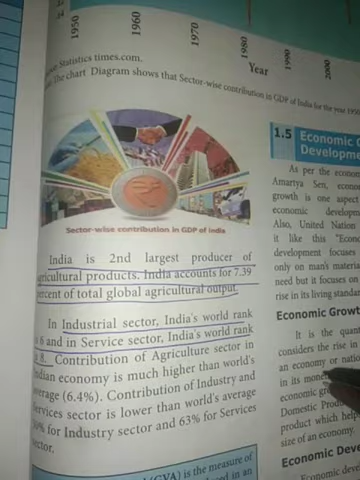 1950
1960
1970
1980
1990
2000
Year
Statistics times.com.
The chart Diagram shows that Sector-wise contribution in GDP of India for the year
Sector-wise contribution in GDP of india
India is 2nd largest producer of
agricultural products. India accounts for 7.39
percent of total global agricultural output.
In Industrial sector, India's world rank
is 6 and in Service sector, India's world rank
is 8. Contribution of Agriculture sector in
Indian economy is much higher than world's
average (6.4%). Contribution of Industry and
Services sector is lower than world's average
for Industry sector and 63% for Services
sector.
(GVA) is the measure of
in an
1.5 Economic
Developm
As per the econom
Amartya Sen, econo
growth is one aspect
economic develop
Also, United Nation
it like this "Econ
development focuses
only on man's materia
need but it focuses on
rise in its living standar
Economic Growt
It is the quant
considers the rise in
an economy or natio
in its mone
economic gro
Domestic Produ
product which help
size of an economy.
Economic Deve
Economic deve